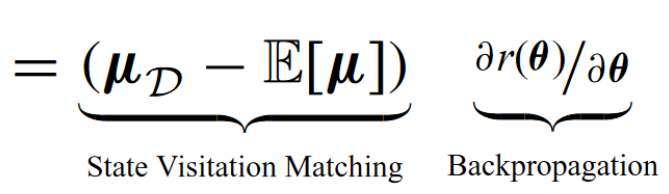 = (μ_𝒟 − 𝔼[μ]) ∂r(θ)/∂θ
State Visitation Matching Backpropagation